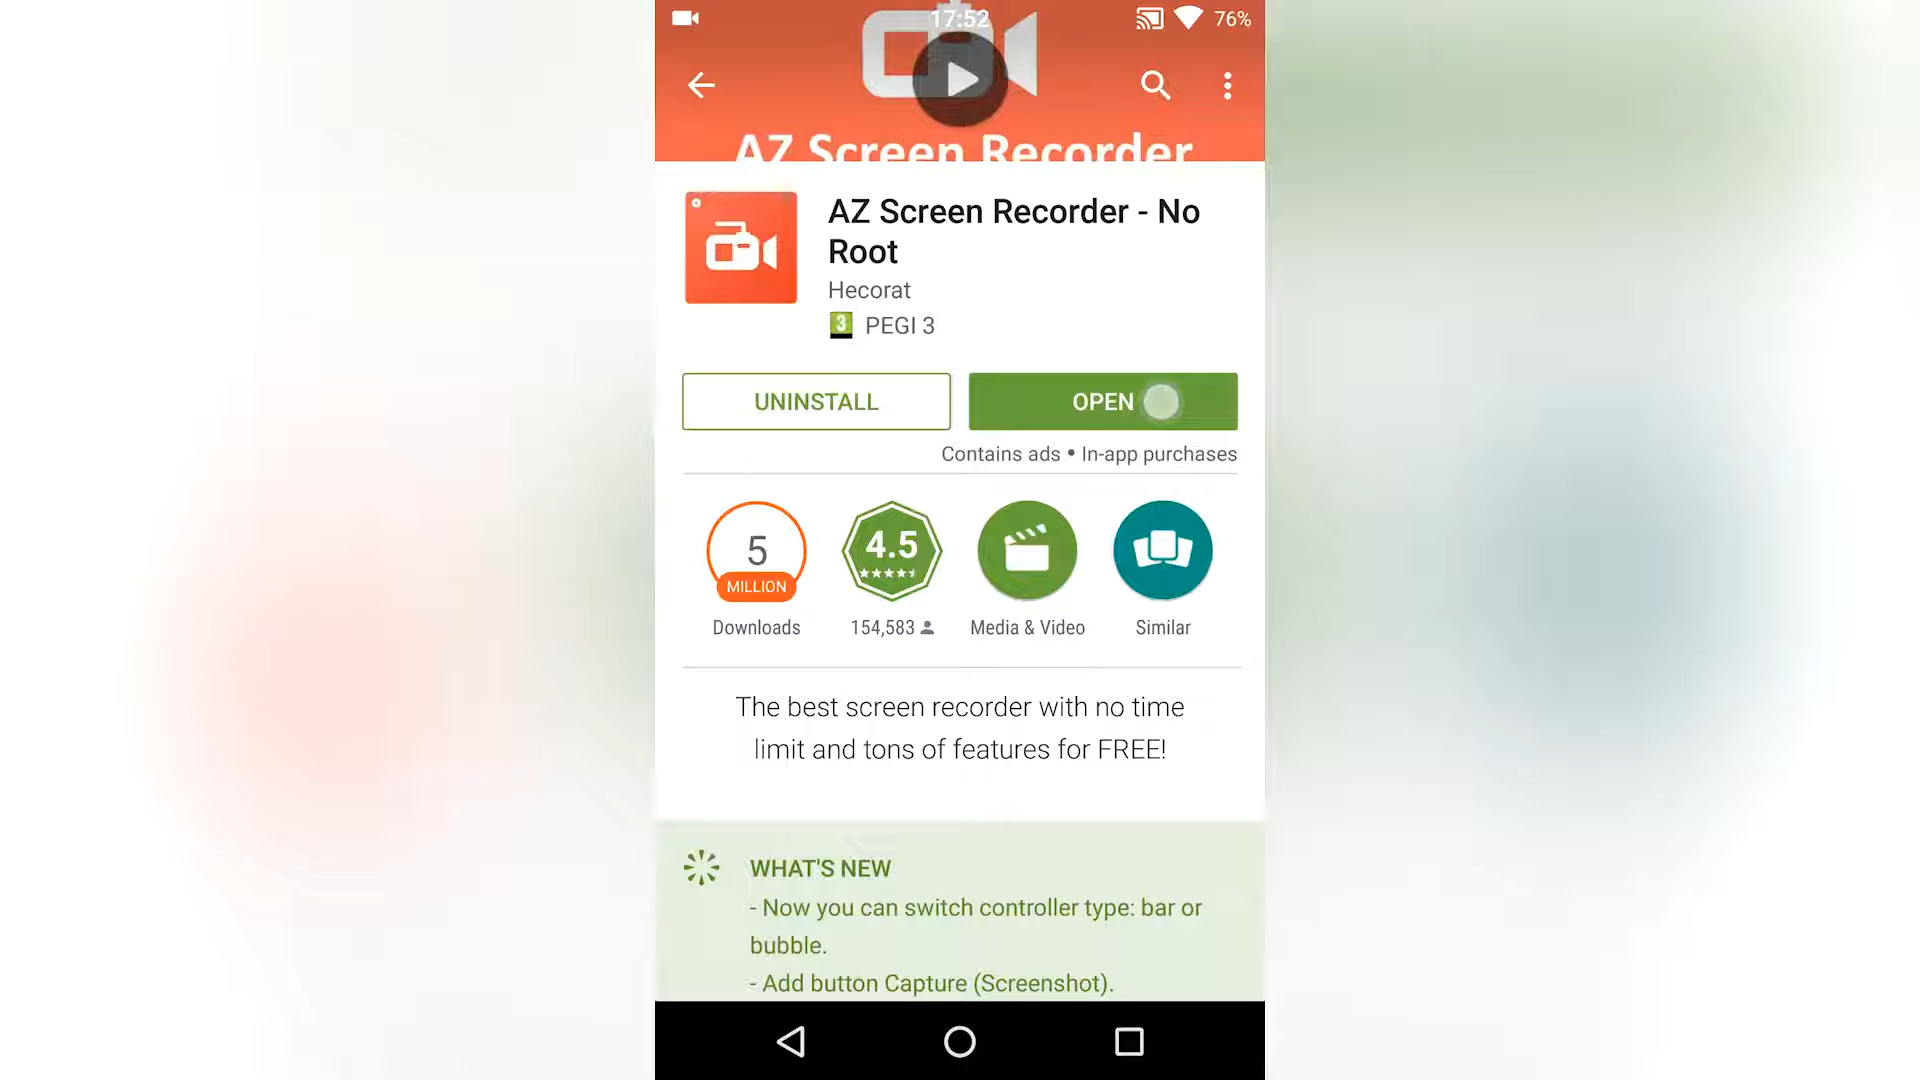 17:52
76%
AZ Screen Recorder
AZ Screen Recorder - No
Root
Hecorat
3 PEGI 3
UNINSTALL
OPEN
Contains ads • In-app purchases
5
MILLION
4.5
Downloads
154,583
Media & Video
Similar
The best screen recorder with no time
limit and tons of features for FREE!
WHAT'S NEW
- Now you can switch controller type: bar or
bubble.
- Add button Capture (Screenshot).